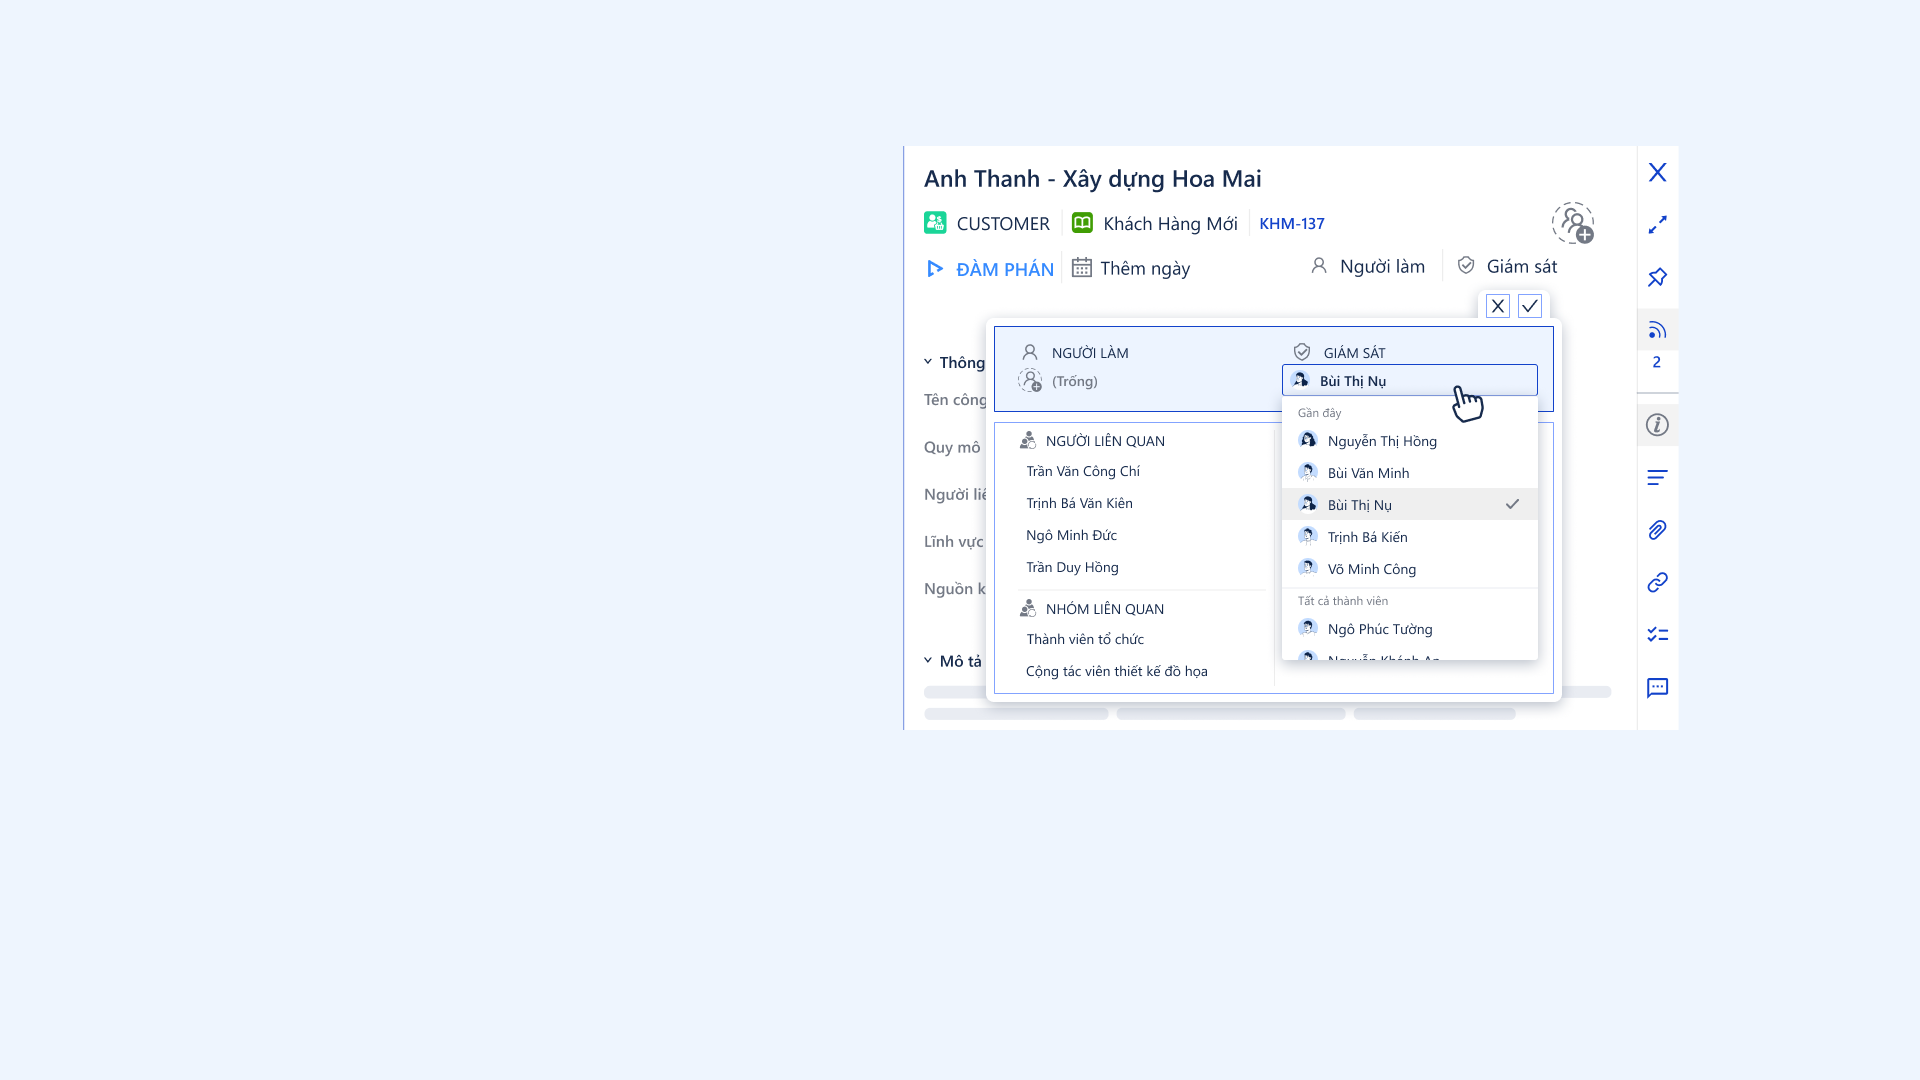 Anh Thanh - Xây dựng Hoa Mai
CUSTOMER Khách Hàng Mới KHM-137
ĐÀM PHÁN Thêm ngày Người làm Giám sát
2
Thông
Tên công
Quy mô
Người liê
Lĩnh vực
Nguồn k
Mô tả
NGƯỜI LÀM
(Trống)
GIÁM SÁT
Bùi Thị Nụ
NGƯỜI LIÊN QUAN
Trần Văn Công Chí
Trịnh Bá Văn Kiên
Ngô Minh Đức
Trần Duy Hồng
NHÓM LIÊN QUAN
Thành viên tổ chức
Cộng tác viên thiết kế đồ họa
Gần đây
Nguyễn Thị Hồng
Bùi Văn Minh
Bùi Thị Nụ
Trịnh Bá Kiến
Võ Minh Công
Tất cả thành viên
Ngô Phúc Tường
Nguyễn Khánh An